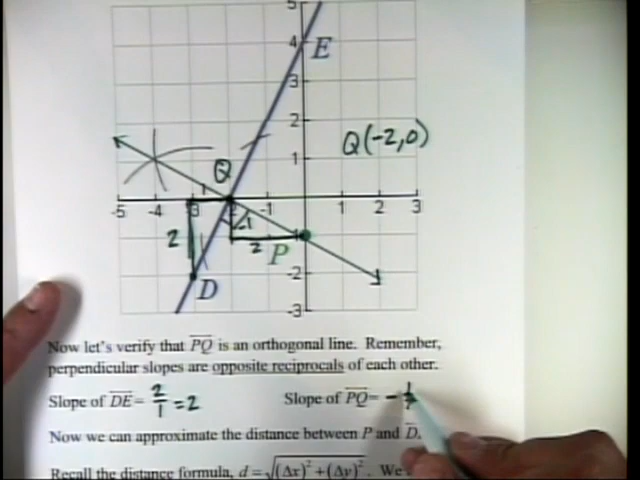 5
4
E
3
2
Q(-2,0)
1
Q
1
-5 -4 -3 -2 -1 1 2 3
2 1
2 P
-2
D
-3
Now let's verify that PQ is an orthogonal line. Remember,
perpendicular slopes are opposite reciprocals of each other.
Slope of DE= 2/1 =2 Slope of PQ= - 1/
Now we can approximate the distance between P and D.
Recall the distance formula, d = √(Δx)² + (Δy)² . We